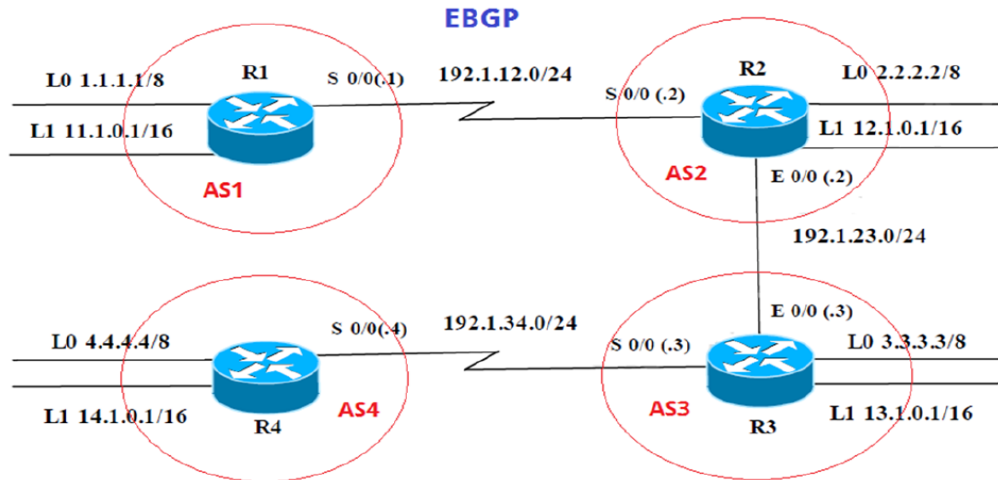 EBGP
R1
L0 1.1.1.1/8
S 0/0(.1)
L1 11.1.0.1/16
AS1
192.1.12.0/24
R2
S 0/0 (.2)
L0 2.2.2.2/8
L1 12.1.0.1/16
AS2
E 0/0 (.2)
192.1.23.0/24
L0 4.4.4.4/8
S 0/0(.4)
L1 14.1.0.1/16
AS4
R4
192.1.34.0/24
E 0/0 (.3)
S 0/0 (.3)
L0 3.3.3.3/8
AS3
L1 13.1.0.1/16
R3